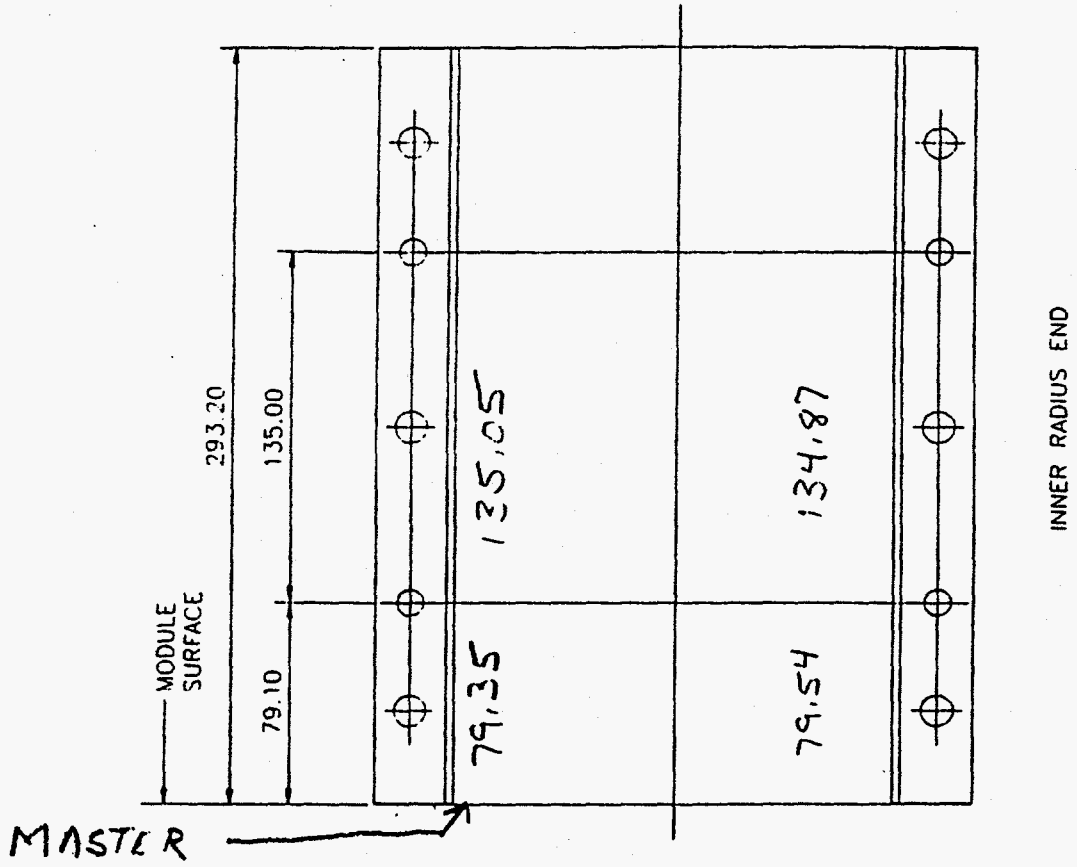 293.20
135.00
MODULE
SURFACE
79.10
135.05
134.87
79.35
79.54
INNER RADIUS END
MASTER